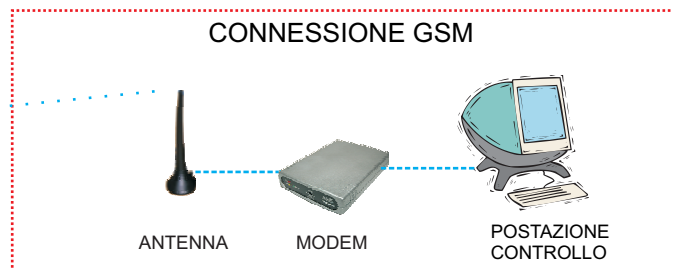 CONNESSIONE GSM
ANTENNA
MODEM
POSTAZIONE
CONTROLLO